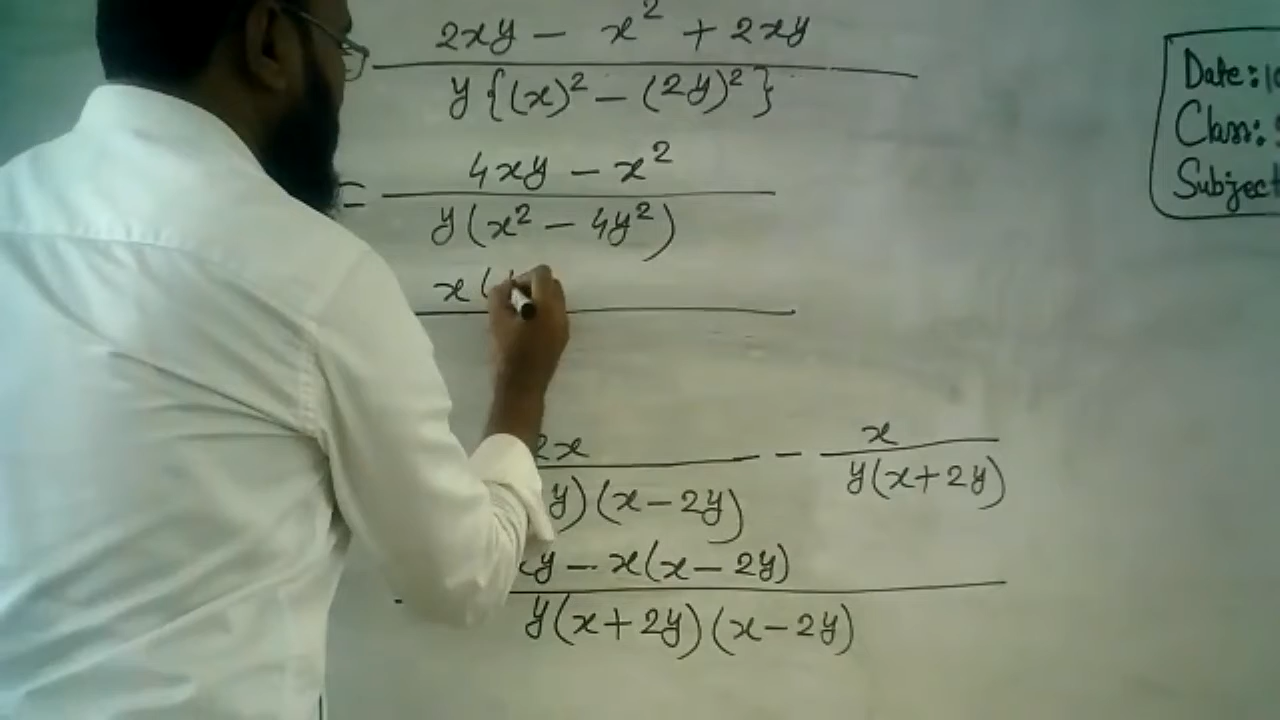 2xy - x² + 2xy
y{(x)² - (2y)²}
= 4xy - x²
y(x² - 4y²)
x(
2x - x
y)(x-2y) y(x+2y)
y - x(x-2y)
y(x+2y)(x-2y)
Date:
Class:
Subject